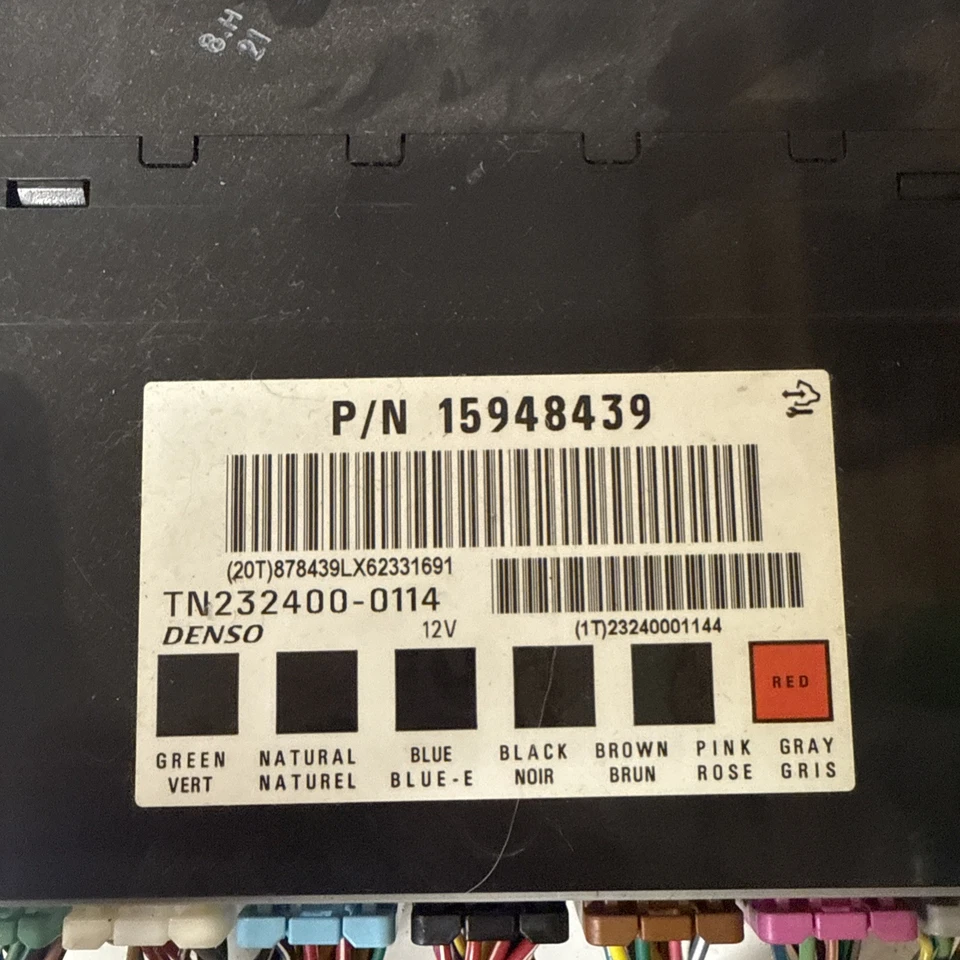 8.H
21
P/N 15948439
(20T)878439LX62331691
TN232400-0114
DENSO 12V (1T)23240001144
RED
GREEN NATURAL BLUE BLACK BROWN PINK GRAY
VERT NATUREL BLUE-E NOIR BRUN ROSE GRIS